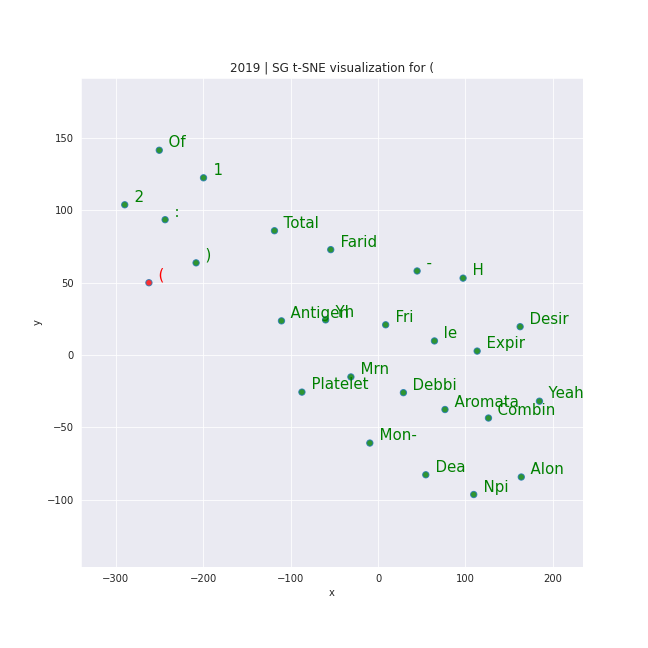 2019 | SG t-SNE visualization for (
150
100
50
0
−50
−100
y
Of
1
2
:
)
(
Total
Farid
-
H
Antigen
Yh
Fri
Ie
Desir
Expir
Mrn
Platelet
Debbi
Aromata
Yeah
Combin
Mon-
Dea
Alon
Npi
−300 −200 −100 0 100 200
x